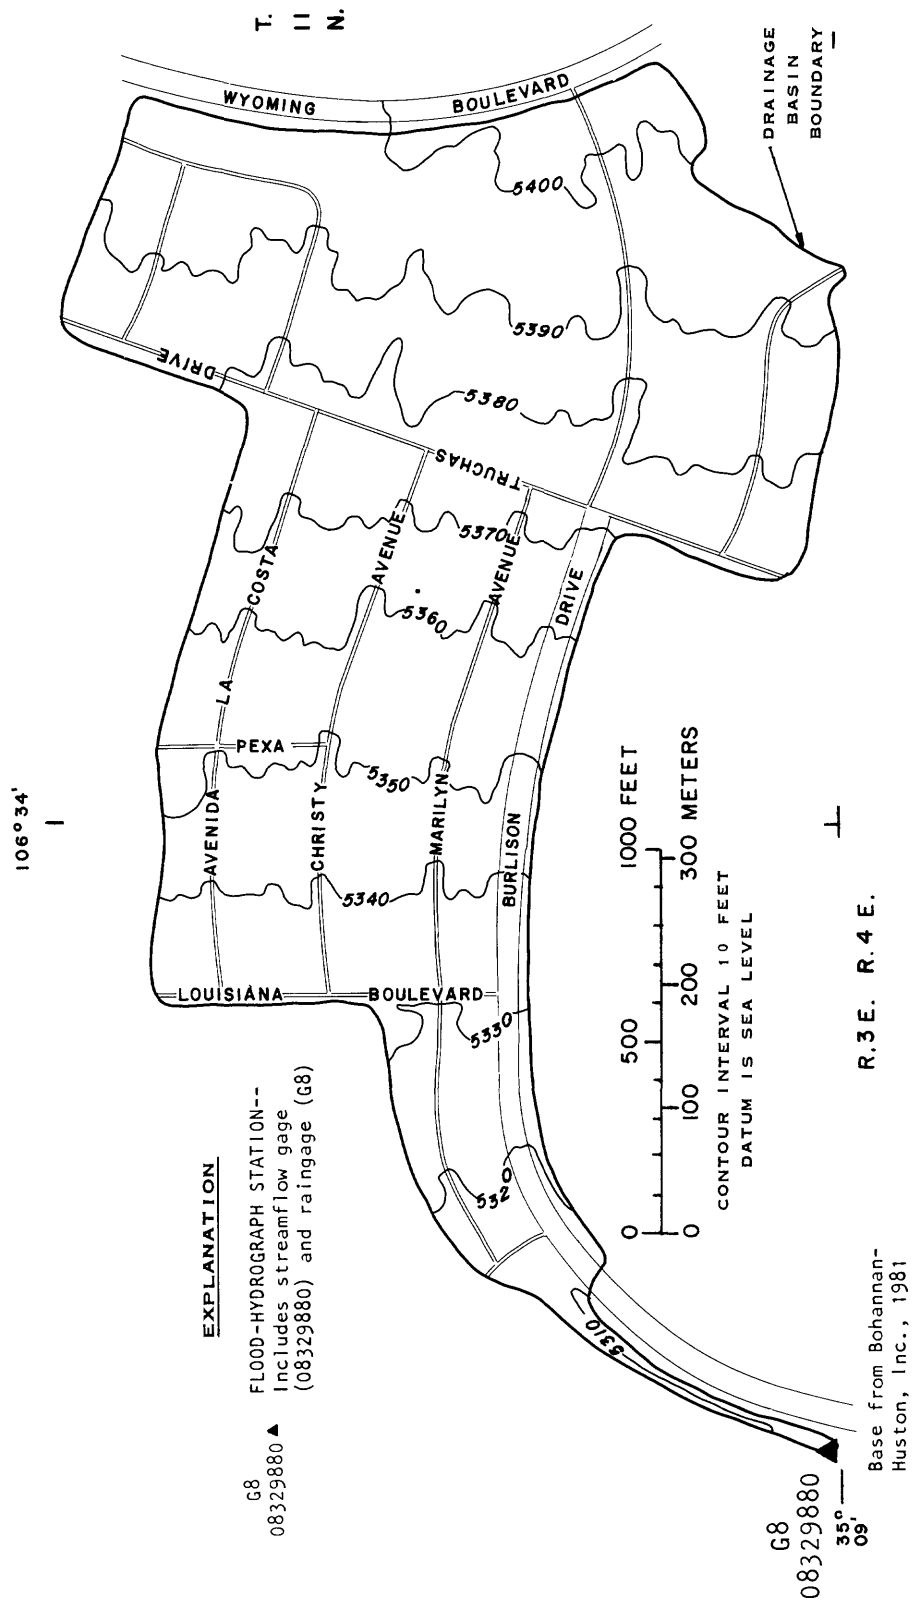 T.
11
N.
WYOMING
BOULEVARD
DRAINAGE
BASIN
BOUNDARY
5400
5390
5380
DRIVE
TRUCHAS
5370
AVENUE
AVENUE
COSTA
5360
DRIVE
LA
PEXA
5350
AVENIDA
CHRISTY
MARILYN
BURLISON
5340
LOUISIANA
BOULEVARD
5330
5320
5310
106°34'
0 500 1000 FEET
0 100 200 300 METERS
CONTOUR INTERVAL 10 FEET
DATUM IS SEA LEVEL
R.3E. R.4E.
EXPLANATION
G8
08329880
FLOOD-HYDROGRAPH STATION--
Includes streamflow gage
(08329880) and raingage (G8)
G8
08329880
35°
09'
Base from Bohannan-
Huston, Inc., 1981